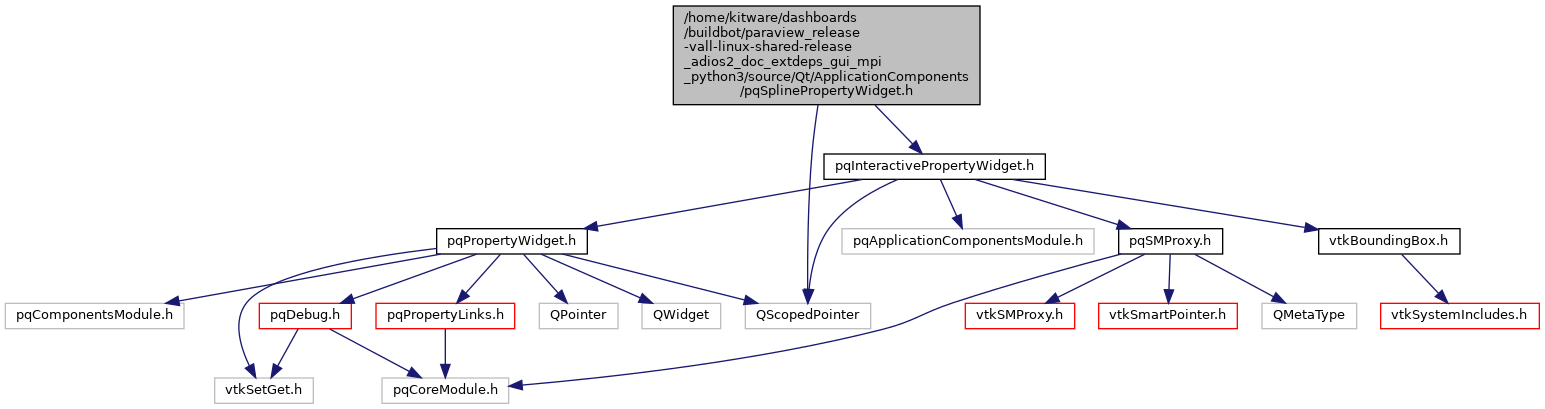 /home/kitware/dashboards
/buildbot/paraview_release
-vall-linux-shared-release
_adios2_doc_extdeps_gui_mpi
_python3/source/Qt/ApplicationComponents
/pqSplinePropertyWidget.h
pqInteractivePropertyWidget.h
pqPropertyWidget.h
pqApplicationComponentsModule.h
pqSMProxy.h
vtkBoundingBox.h
pqComponentsModule.h
pqDebug.h
pqPropertyLinks.h
QPointer
QWidget
QScopedPointer
vtkSMProxy.h
vtkSmartPointer.h
QMetaType
vtkSystemIncludes.h
vtkSetGet.h
pqCoreModule.h